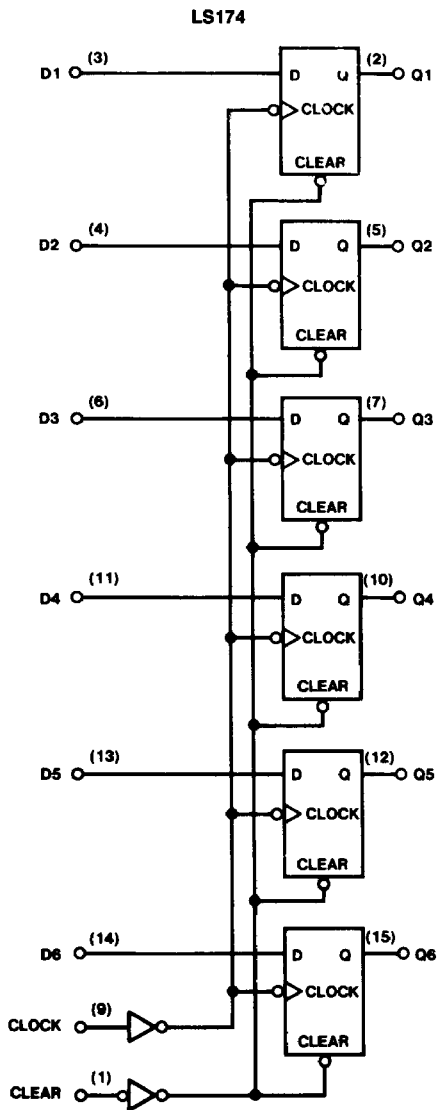 LS174
D1 (3) D Q (2) Q1
CLOCK
CLEAR
D2 (4) D Q (5) Q2
CLOCK
CLEAR
D3 (6) D Q (7) Q3
CLOCK
CLEAR
D4 (11) D Q (10) Q4
CLOCK
CLEAR
D5 (13) D Q (12) Q5
CLOCK
CLEAR
D6 (14) D Q (15) Q6
CLOCK
CLOCK (9)
CLEAR
CLEAR (1)